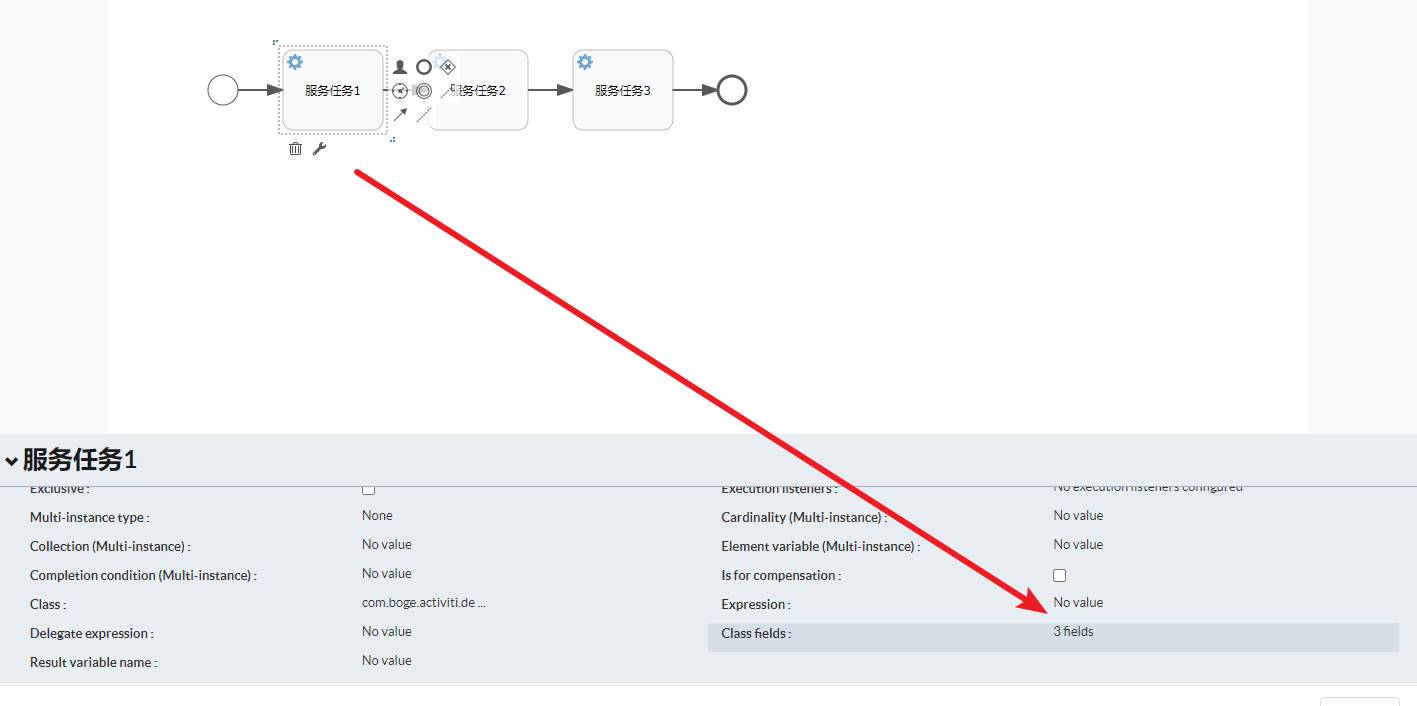 服务任务1
服务任务2
服务任务3
服务任务1
Exclusive :
Execution listeners :
No execution listeners configured
Multi-instance type :
None
Cardinality (Multi-instance) :
No value
Collection (Multi-instance) :
No value
Element variable (Multi-instance) :
No value
Completion condition (Multi-instance) :
No value
Is for compensation :
Class :
com.boge.activiti.de ...
Expression :
No value
Delegate expression :
No value
Class fields :
3 fields
Result variable name :
No value